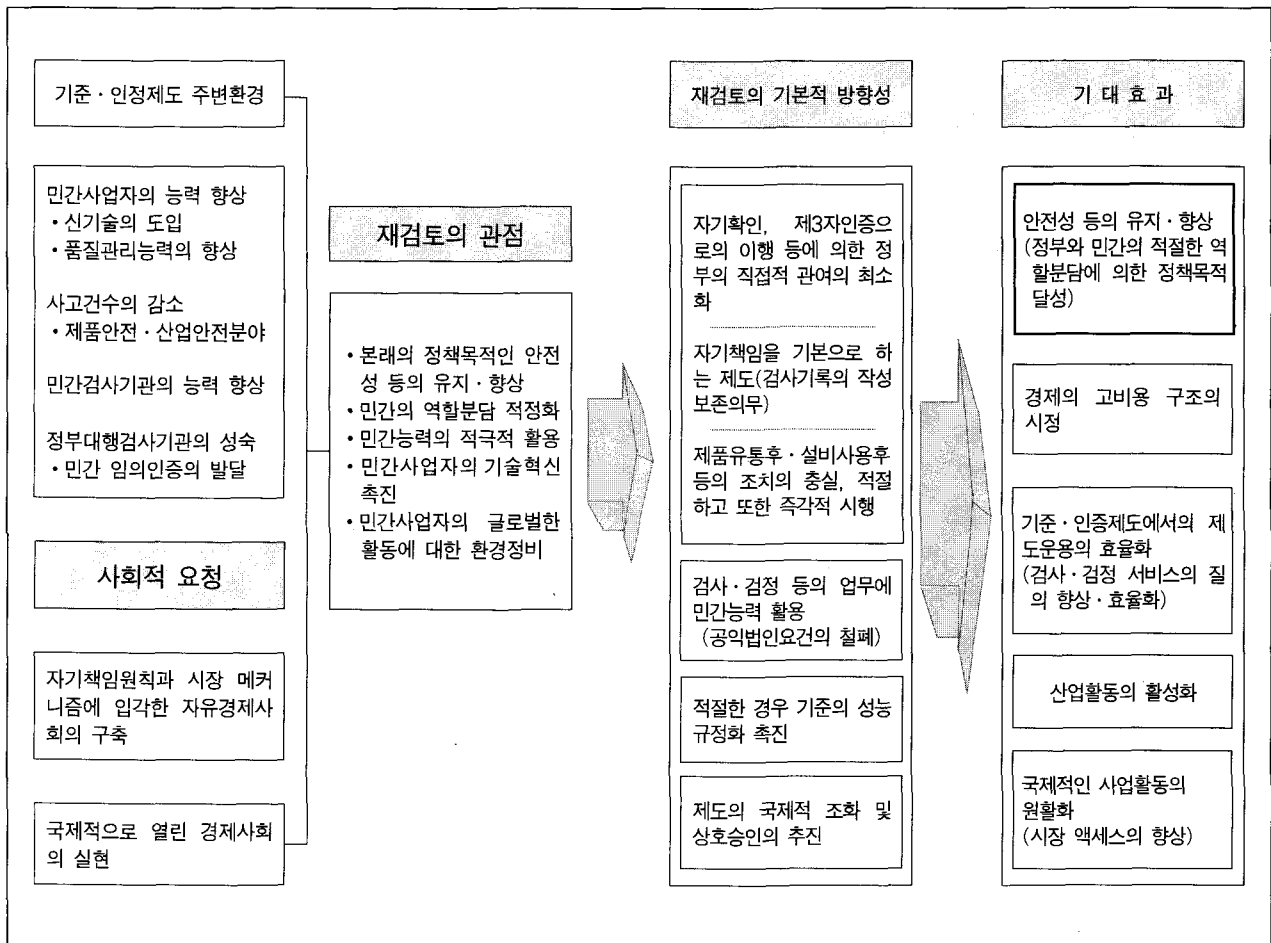 기준·인정제도 주변환경
민간사업자의 능력 향상
• 신기술의 도입
• 품질관리능력의 향상
사고건수의 감소
• 제품안전·산업안전분야
민간검사기관의 능력 향상
정부대행검사기관의 성숙
• 민간 임의인증의 발달
사회적 요청
자기책임원칙과 시장 메커
니즘에 입각한 자유경제사
회의 구축
국제적으로 열린 경제사회
의 실현
재검토의 관점
• 본래의 정책목적인 안전
성 등의 유지·향상
• 민간의 역할분담 적정화
• 민간능력의 적극적 활용
• 민간사업자의 기술혁신
촉진
• 민간사업자의 글로벌한
활동에 대한 환경정비
재검토의 기본적 방향성
자기확인, 제3자인증으
로의 이행 등에 의한 정
부의 직접적 관여의 최소
화
자기책임을 기본으로 하
는 제도(검사기록의 작성
보존의무)
제품유통후·설비사용후
등의 조치의 충실, 적절
하고 또한 즉각적 시행
검사·검정 등의 업무에
민간능력 활용
(공익법인요건의 철폐)
적절한 경우 기준의 성능
규정화 촉진
제도의 국제적 조화 및
상호승인의 추진
기 대 효 과
안전성 등의 유지·향상
(정부와 민간의 적절한 역
할분담에 의한 정책목적
달성)
경제의 고비용 구조의
시정
기준·인증제도에서의 제
도운용의 효율화
(검사·검정 서비스의 질
의 향상·효율화)
산업활동의 활성화
국제적인 사업활동의
원활화
(시장 액세스의 향상)